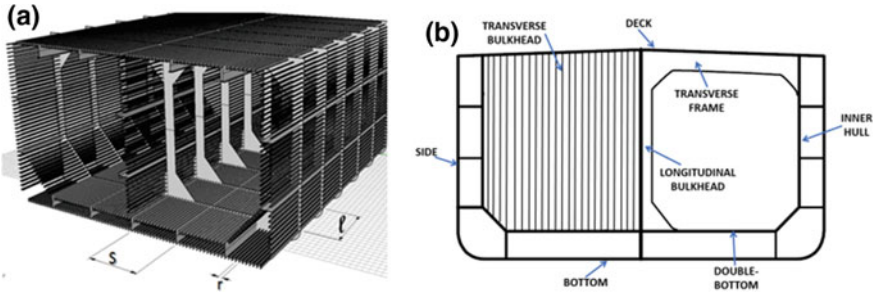 (a)
S
r
ℓ
(b)
TRANSVERSE
BULKHEAD
DECK
TRANSVERSE
FRAME
INNER
HULL
SIDE
LONGITUDINAL
BULKHEAD
BOTTOM
DOUBLE-
BOTTOM